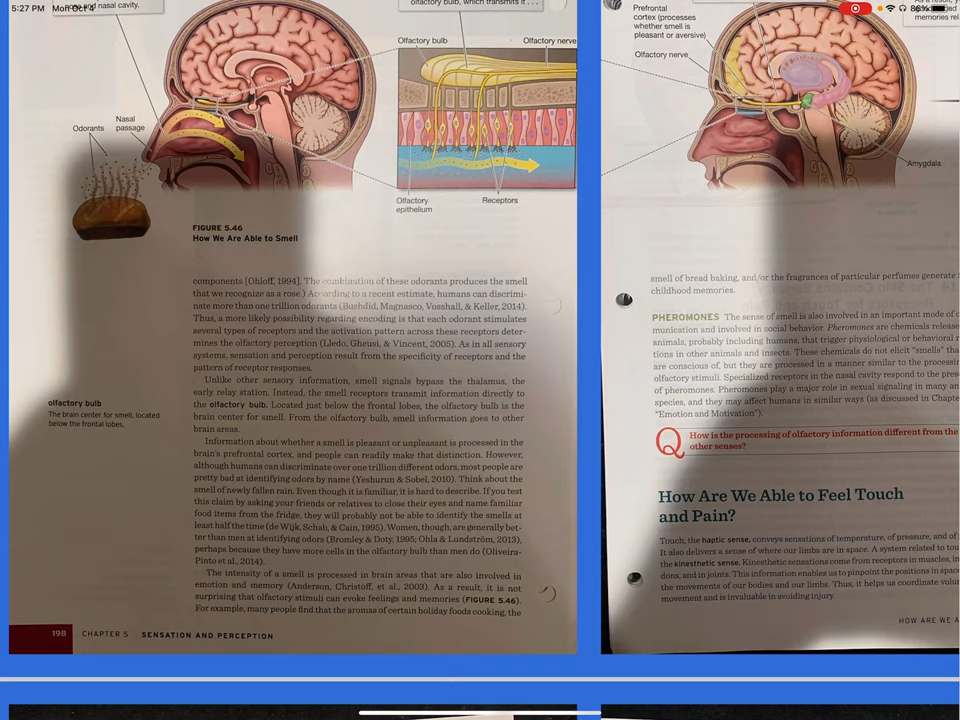 5:27 PM Mon Oct 4
nasal cavity.
olfactory bulb, which transmits it . . .
86%
memories rel
Odorants
Nasal passage
Olfactory bulb
Olfactory nerve
Olfactory epithelium
Receptors
FIGURE 5.46
How We Are Able to Smell
components [Ohloff, 1994]. The combination of these odorants produces the smell
that we recognize as a rose.) According to a recent estimate, humans can discrimi-
nate more than one trillion odorants (Bushdid, Magnasco, Vosshall, & Keller, 2014).
Thus, a more likely possibility regarding encoding is that each odorant stimulates
several types of receptors and the activation pattern across these receptors deter-
mines the olfactory perception (Lledo, Gheusi, & Vincent, 2005). As in all sensory
systems, sensation and perception result from the specificity of receptors and the
pattern of receptor responses.
Unlike other sensory information, smell signals bypass the thalamus, the
early relay station. Instead, the smell receptors transmit information directly to
the olfactory bulb. Located just below the frontal lobes, the olfactory bulb is the
brain center for smell. From the olfactory bulb, smell information goes to other
brain areas.
Information about whether a smell is pleasant or unpleasant is processed in the
brain's prefrontal cortex, and people can readily make that distinction. However,
although humans can discriminate over one trillion different odors, most people are
pretty bad at identifying odors by name (Yeshurun & Sobel, 2010). Think about the
smell of newly fallen rain. Even though it is familiar, it is hard to describe. If you test
this claim by asking your friends or relatives to close their eyes and name familiar
food items from the fridge, they will probably not be able to identify the smells at
least half the time (de Wijk, Schab, & Cain, 1995). Women, though, are generally bet-
ter than men at identifying odors (Bromley & Doty, 1995; Ohla & Lundström, 2013),
perhaps because they have more cells in the olfactory bulb than men do (Oliveira-
Pinto et al., 2014).
The intensity of a smell is processed in brain areas that are also involved in
emotion and memory (Anderson, Christoff, et al., 2003). As a result, it is not
surprising that olfactory stimuli can evoke feelings and memories (FIGURE 5.46).
For example, many people find that the aromas of certain holiday foods cooking, the
olfactory bulb
The brain center for smell, located
below the frontal lobes.
198 CHAPTER 5 SENSATION AND PERCEPTION
Prefrontal
cortex (processes
whether smell is
pleasant or aversive)
Olfactory nerve
Amygdala
smell of bread baking, and/or the fragrances of particular perfumes generate
childhood memories.
PHEROMONES The sense of smell is also involved in an important mode of c
munication and involved in social behavior. Pheromones are chemicals release
animals, probably including humans, that trigger physiological or behavioral r
tions in other animals and insects. These chemicals do not elicit "smells" tha
are conscious of, but they are processed in a manner similar to the processin
olfactory stimuli. Specialized receptors in the nasal cavity respond to the pres
of pheromones. Pheromones play a major role in sexual signaling in many an
species, and they may affect humans in similar ways (as discussed in Chapte
"Emotion and Motivation").
Q How is the processing of olfactory information different from the
other senses?
How Are We Able to Feel Touch
and Pain?
Touch, the haptic sense, conveys sensations of temperature, of pressure, and of
It also delivers a sense of where our limbs are in space. A system related to tou
the kinesthetic sense. Kinesthetic sensations come from receptors in muscles, in
dons, and in joints. This information enables us to pinpoint the positions in space
the movements of our bodies and our limbs. Thus, it helps us coordinate volun
movement and is invaluable in avoiding injury.
HOW ARE WE A